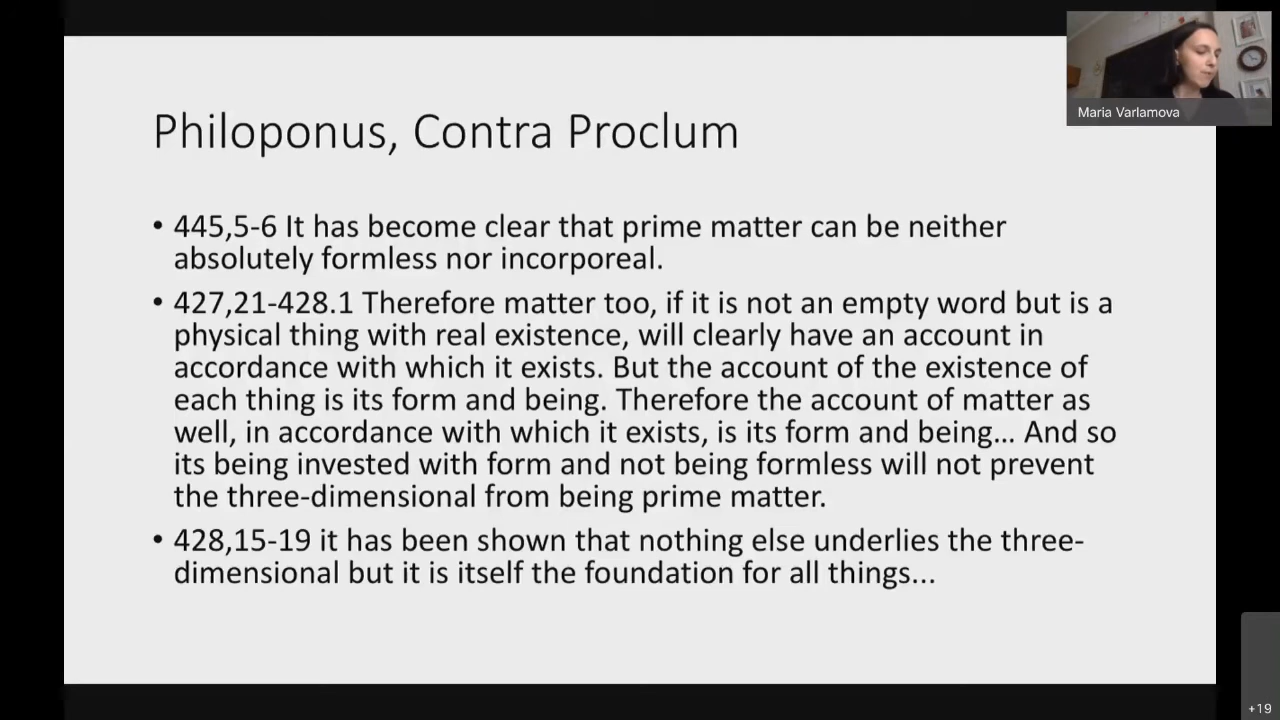 Philoponus, Contra Proclum
• 445,5-6 It has become clear that prime matter can be neither
absolutely formless nor incorporeal.
• 427,21-428.1 Therefore matter too, if it is not an empty word but is a
physical thing with real existence, will clearly have an account in
accordance with which it exists. But the account of the existence of
each thing is its form and being. Therefore the account of matter as
well, in accordance with which it exists, is its form and being... And so
its being invested with form and not being formless will not prevent
the three-dimensional from being prime matter.
• 428,15-19 it has been shown that nothing else underlies the three-
dimensional but it is itself the foundation for all things...
Maria Varlamova
+19